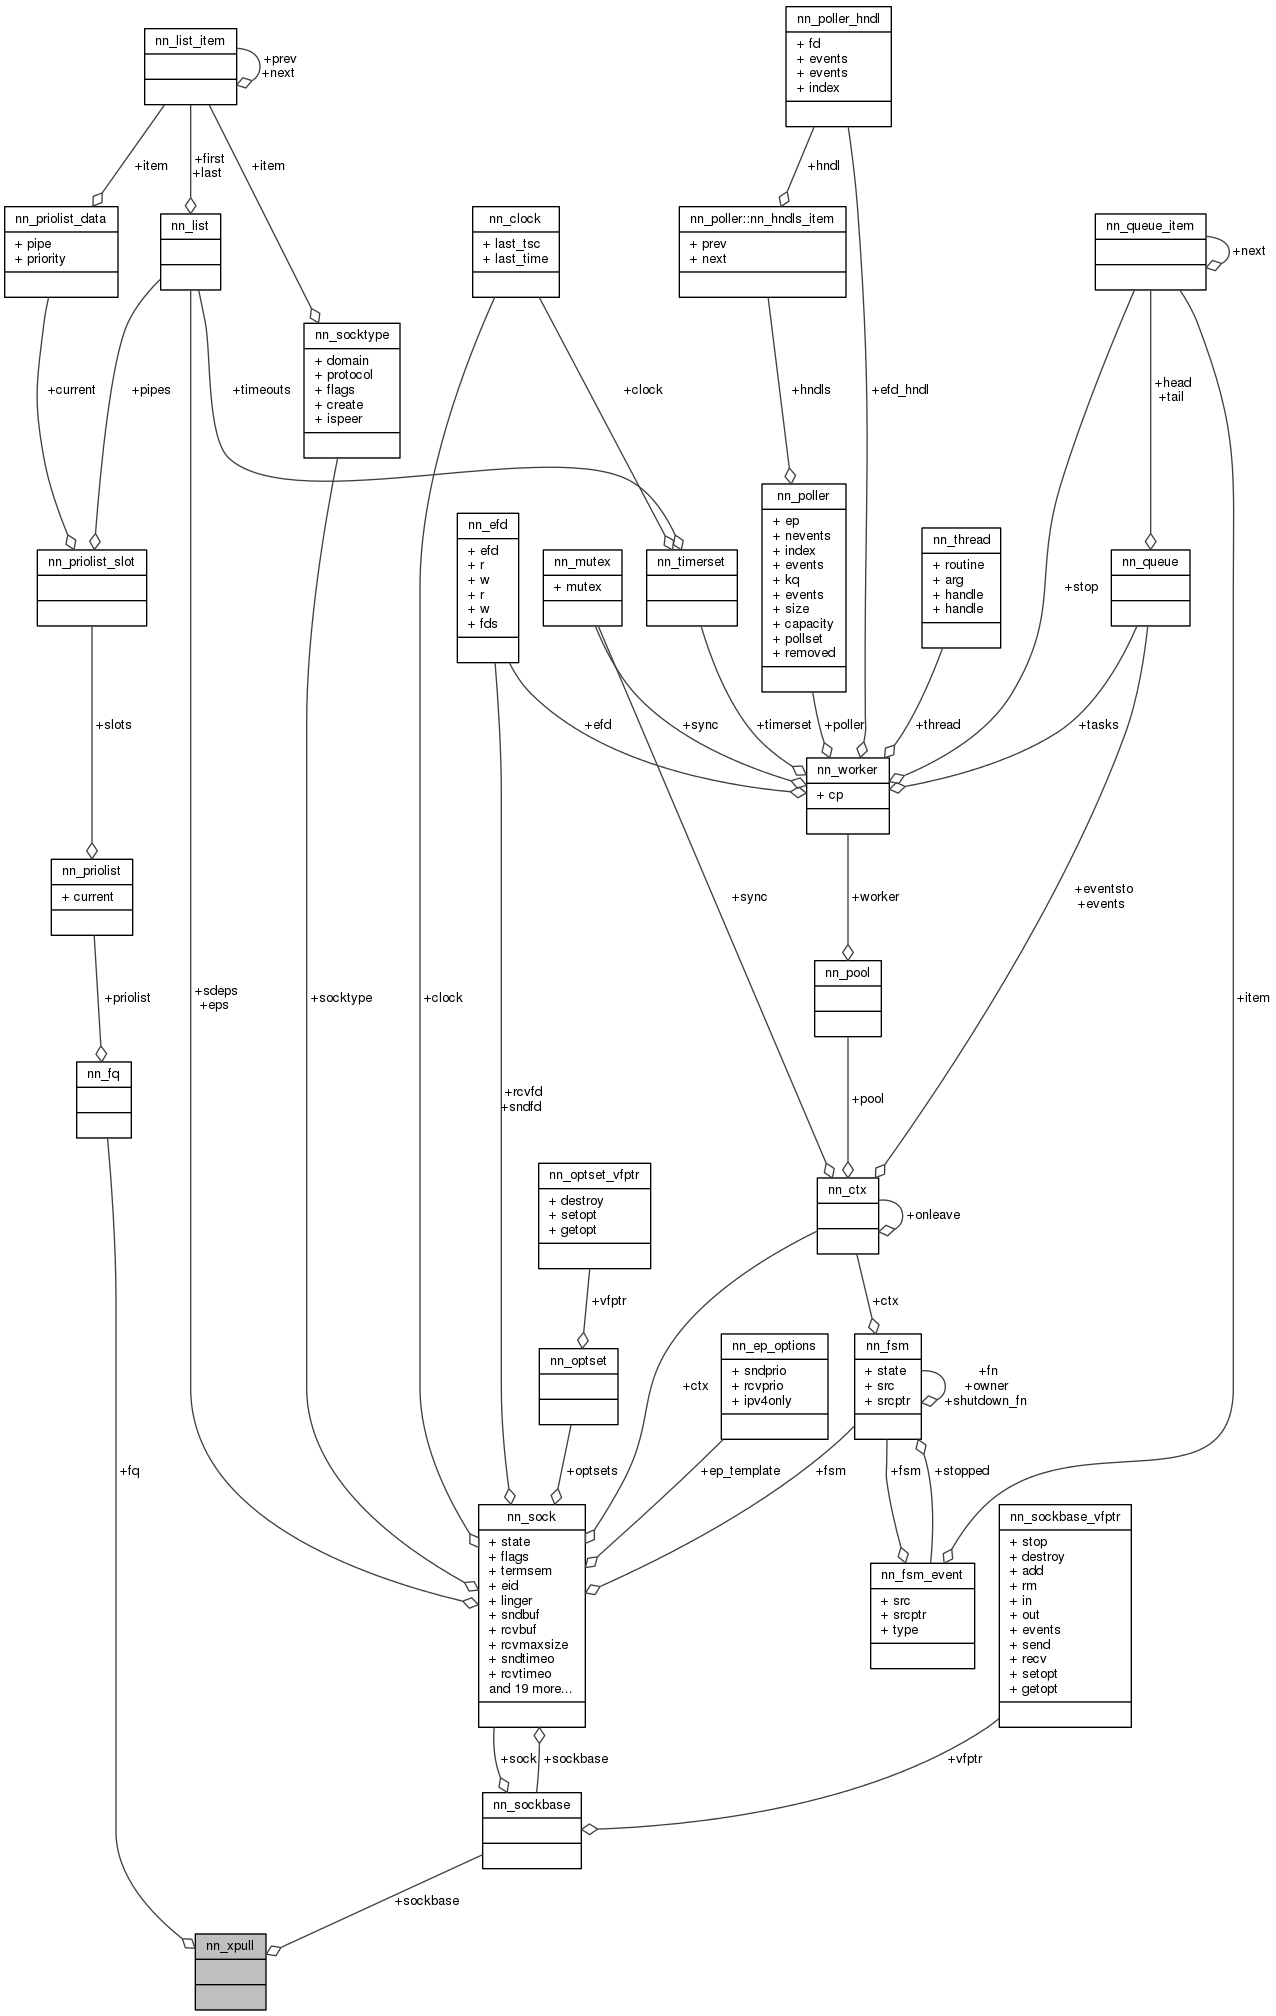 nn_poller_hndl
+ fd
+ events
+ events
+ index
nn_list_item
+prev
+next
+item
+first
+last
+item
+hndl
nn_priolist_data
+ pipe
+ priority
nn_list
nn_clock
+ last_tsc
+ last_time
nn_poller::nn_hndls_item
+ prev
+ next
nn_queue_item
+next
nn_socktype
+ domain
+ protocol
+ flags
+ create
+ ispeer
+current
+pipes
+timeouts
+clock
+hndls
+efd_hndl
+head
+tail
nn_poller
+ ep
+ nevents
+ index
+ events
+ kq
+ events
+ size
+ capacity
+ pollset
+ removed
nn_efd
+ efd
+ r
+ w
+ r
+ w
+ fds
nn_mutex
+ mutex
nn_timerset
nn_thread
+ routine
+ arg
+ handle
+ handle
nn_queue
nn_priolist_slot
+stop
+slots
+efd
+sync
+timerset
+poller
+thread
+tasks
nn_worker
+ cp
nn_priolist
+ current
+sync
+worker
+eventsto
+events
nn_pool
+priolist
+sdeps
+eps
+socktype
+clock
+item
nn_fq
+rcvfd
+sndfd
+pool
nn_optset_vfptr
+ destroy
+ setopt
+ getopt
nn_ctx
+onleave
+vfptr
+ctx
nn_optset
nn_ep_options
+ sndprio
+ rcvprio
+ ipv4only
nn_fsm
+ state
+ src
+ srcptr
+fn
+owner
+shutdown_fn
+ctx
+fq
+optsets
+ep_template
+fsm
+fsm
+stopped
nn_sock
+ state
+ flags
+ termsem
+ eid
+ linger
+ sndbuf
+ rcvbuf
+ rcvmaxsize
+ sndtimeo
+ rcvtimeo
and 19 more...
nn_fsm_event
+ src
+ srcptr
+ type
nn_sockbase_vfptr
+ stop
+ destroy
+ add
+ rm
+ in
+ out
+ events
+ send
+ recv
+ setopt
+ getopt
+sock
+sockbase
+vfptr
nn_sockbase
+sockbase
nn_xpull